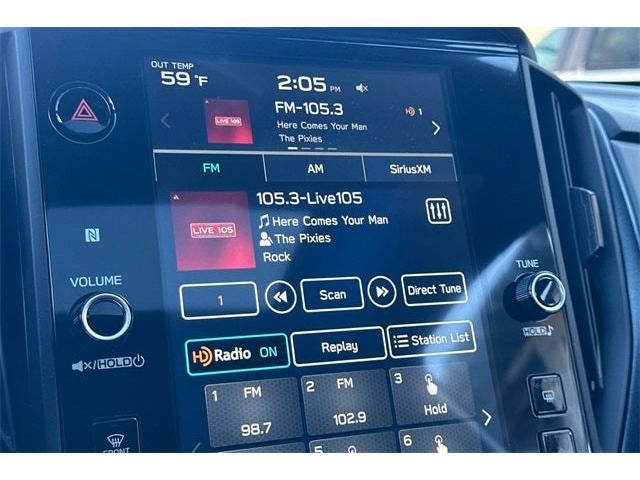 OUT TEMP
59 °F
2:05 PM
FM-105.3
HD 1
Here Comes Your Man
The Pixies
LIVE 105
FM AM SiriusXM
105.3-Live105
LIVE 105
Here Comes Your Man
The Pixies
Rock
VOLUME
TUNE
1 Scan Direct Tune
HD Radio ON Replay Station List
HOLD
HOLD
1 FM 98.7
2 FM 102.9
3 Hold
5
6
FRONT